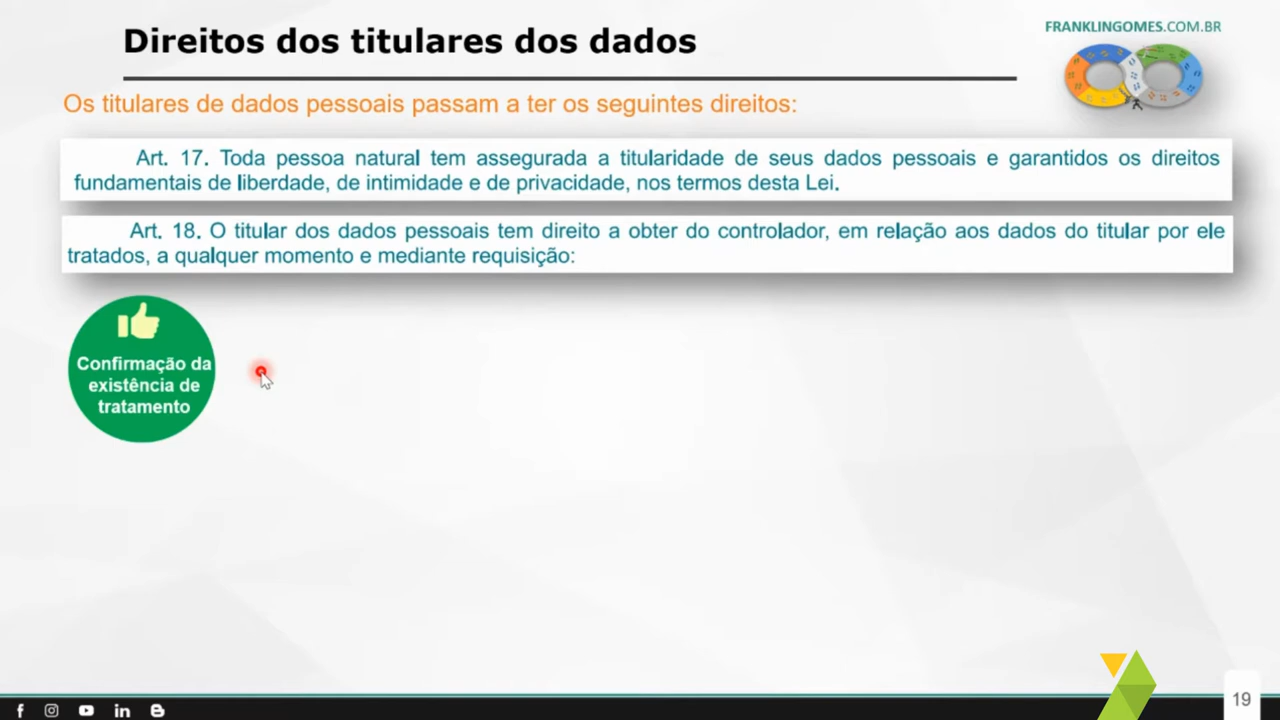 Direitos dos titulares dos dados
FRANKLINGOMES.COM.BR
Os titulares de dados pessoais passam a ter os seguintes direitos:
Art. 17. Toda pessoa natural tem assegurada a titularidade de seus dados pessoais e garantidos os direitos
fundamentais de liberdade, de intimidade e de privacidade, nos termos desta Lei.
Art. 18. O titular dos dados pessoais tem direito a obter do controlador, em relação aos dados do titular por ele
tratados, a qualquer momento e mediante requisição:
Confirmação da
existência de
tratamento
19